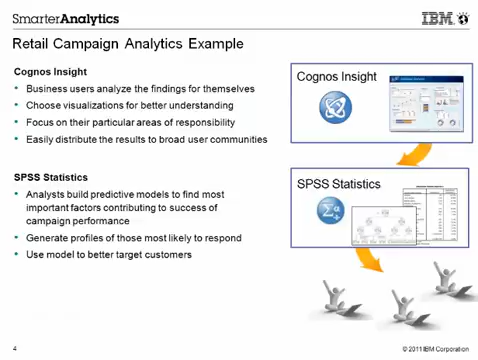 SmarterAnalytics
IBM
Retail Campaign Analytics Example
Cognos Insight
• Business users analyze the findings for themselves
• Choose visualizations for better understanding
• Focus on their particular areas of responsibility
• Easily distribute the results to broad user communities
SPSS Statistics
• Analysts build predictive models to find most
important factors contributing to success of
campaign performance
• Generate profiles of those most likely to respond
• Use model to better target customers
Cognos Insight
SPSS Statistics
Σα
4
© 2011 IBM Corporation